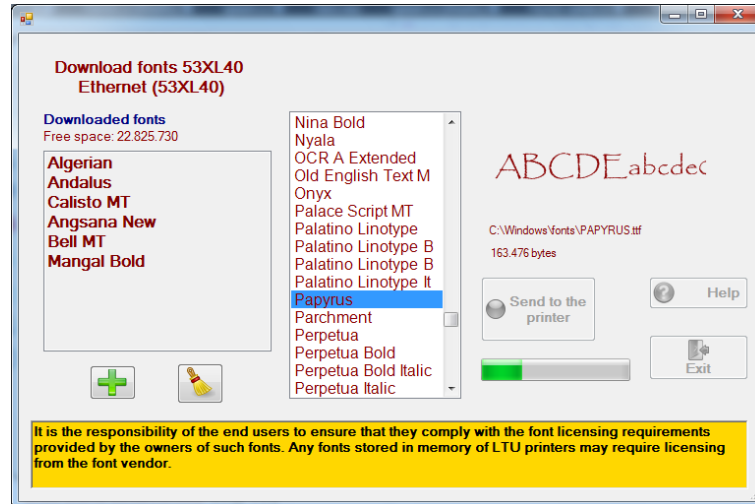 Download fonts 53XL40
Ethernet (53XL40)
Downloaded fonts
Free space: 22.825.730
Algerian
Andalus
Calisto MT
Angsana New
Bell MT
Mangal Bold
Nina Bold
Nyala
OCR A Extended
Old English Text M
Onyx
Palace Script MT
Palatino Linotype
Palatino Linotype B
Palatino Linotype B
Palatino Linotype It
Papyrus
Parchment
Perpetua
Perpetua Bold
Perpetua Bold Italic
Perpetua Italic
ABCDEabcdeC
C:\Windows\fonts\PAPYRUS.ttf
163.476 bytes
Send to the
printer
Help
Exit
It is the responsibility of the end users to ensure that they comply with the font licensing requirements
provided by the owners of such fonts. Any fonts stored in memory of LTU printers may require licensing
from the font vendor.